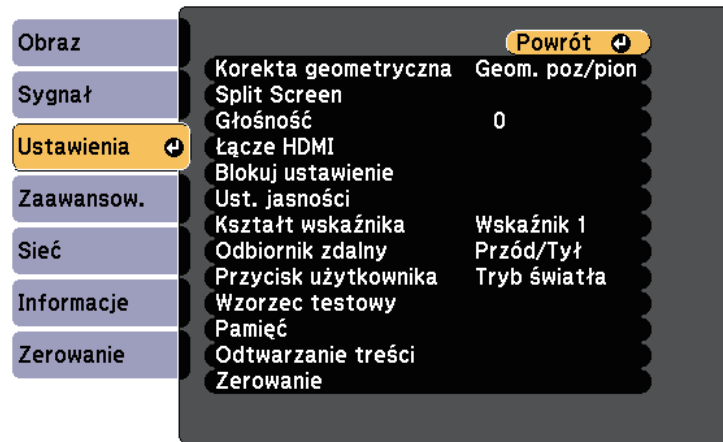 Obraz
Sygnał
Ustawienia
Zaawansow.
Sieć
Informacje
Zerowanie
Powrót
Korekta geometryczna Geom. poz/pion
Split Screen
Głośność 0
Łącze HDMI
Blokuj ustawienie
Ust. jasności
Kształt wskaźnika Wskaźnik 1
Odbiornik zdalny Przód/Tył
Przycisk użytkownika Tryb światła
Wzorzec testowy
Pamięć
Odtwarzanie treści
Zerowanie